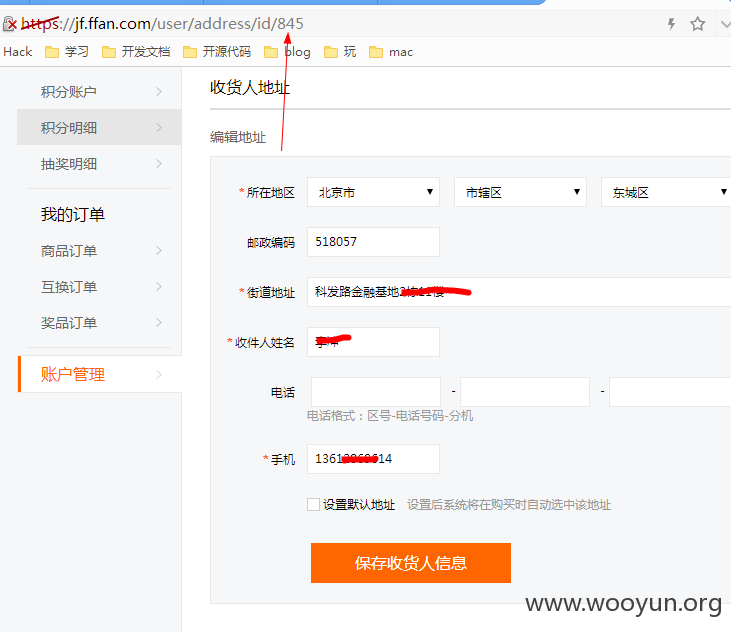 https://jf.ffan.com/user/address/id/845
Hack 学习 开发文档 开源代码 blog 玩 mac
积分账户
积分明细
抽奖明细
我的订单
商品订单
互换订单
奖品订单
账户管理
收货人地址
编辑地址
*所在地区 北京市 市辖区 东城区
邮政编码 518057
*街道地址 科发路金融基地
*收件人姓名
电话 - -
电话格式：区号-电话号码-分机
*手机 1361 14
设置默认地址 设置后系统将在购买时自动选中该地址
保存收货人信息
www.wooyun.org